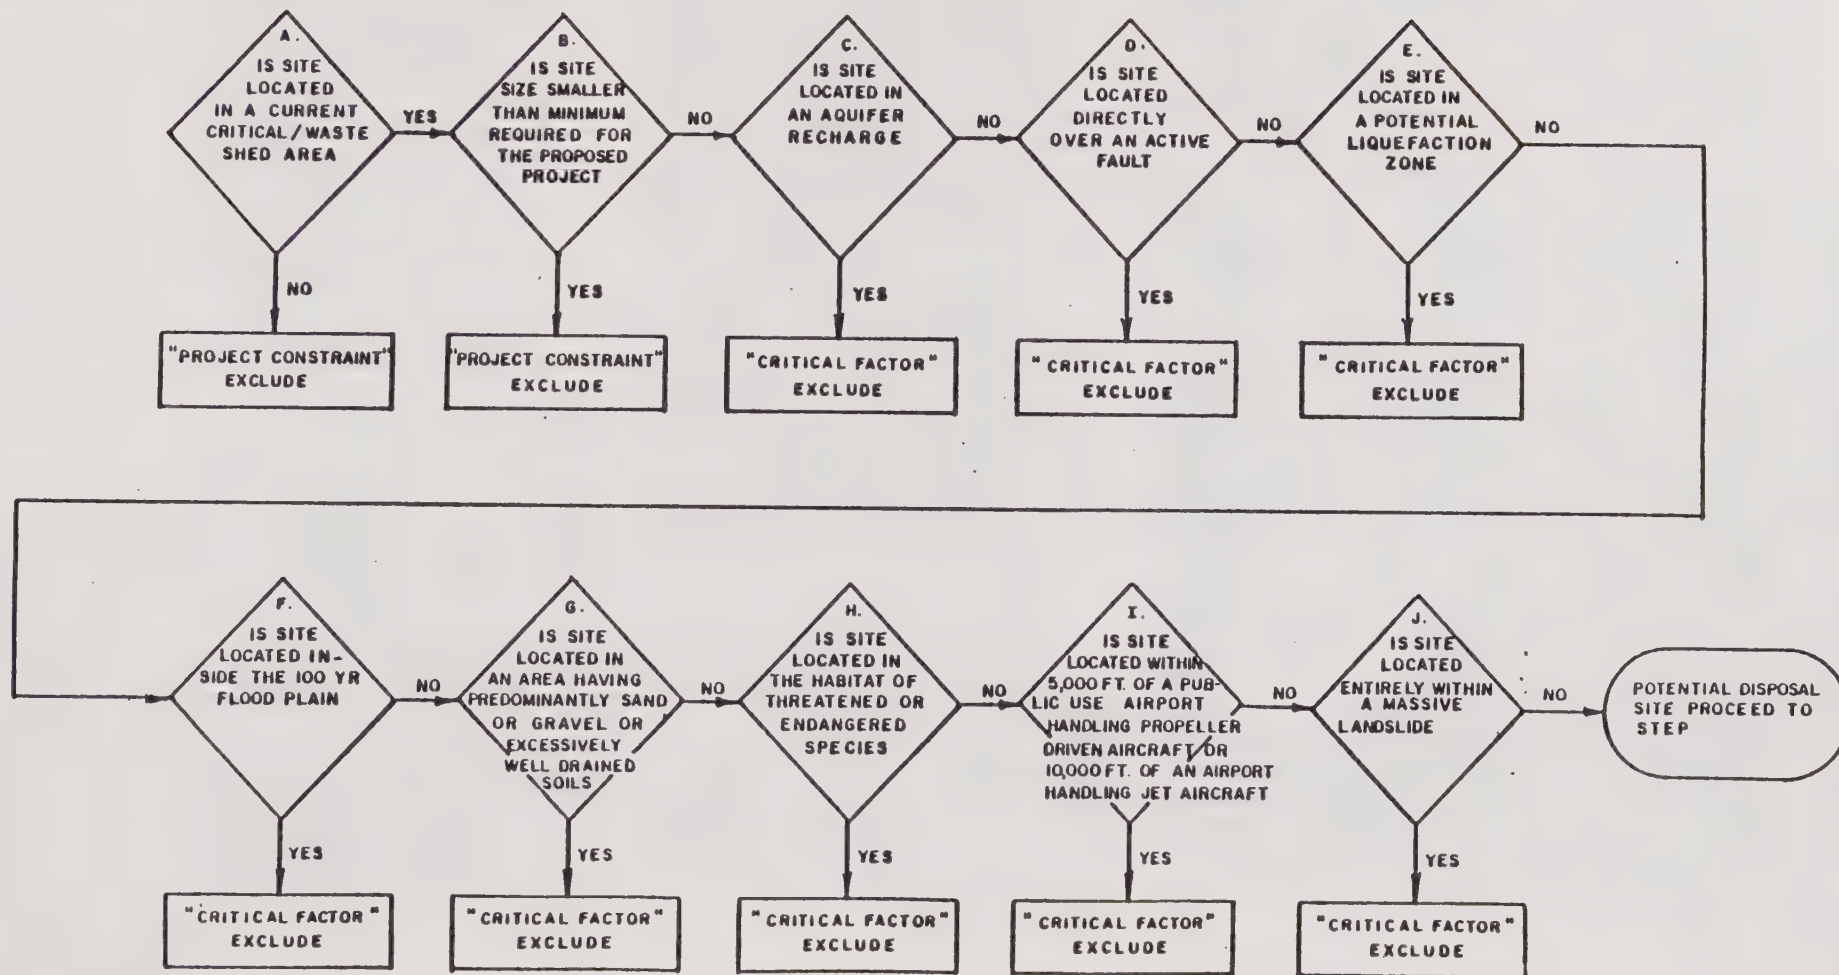 A.
IS SITE
LOCATED
IN A CURRENT
CRITICAL/WASTE
SHED AREA
YES
NO
"PROJECT CONSTRAINT"
EXCLUDE
B.
IS SITE
SIZE SMALLER
THAN MINIMUM
REQUIRED FOR
THE PROPOSED
PROJECT
NO
YES
"PROJECT CONSTRAINT"
EXCLUDE
C.
IS SITE
LOCATED IN
AN AQUIFER
RECHARGE
NO
YES
"CRITICAL FACTOR"
EXCLUDE
D.
IS SITE
LOCATED
DIRECTLY
OVER AN ACTIVE
FAULT
NO
YES
"CRITICAL FACTOR"
EXCLUDE
E.
IS SITE
LOCATED IN
A POTENTIAL
LIQUEFACTION
ZONE
NO
YES
"CRITICAL FACTOR"
EXCLUDE
F.
IS SITE
LOCATED IN-
SIDE THE 100 YR
FLOOD PLAIN
NO
YES
"CRITICAL FACTOR"
EXCLUDE
G.
IS SITE
LOCATED IN
AN AREA HAVING
PREDOMINANTLY SAND
OR GRAVEL OR
EXCESSIVELY
WELL DRAINED
SOILS
NO
YES
"CRITICAL FACTOR"
EXCLUDE
H.
IS SITE
LOCATED IN
THE HABITAT OF
THREATENED OR
ENDANGERED
SPECIES
NO
YES
"CRITICAL FACTOR"
EXCLUDE
I.
IS SITE
LOCATED WITHIN
5,000 FT. OF A PUB-
LIC USE AIRPORT
HANDLING PROPELLER
DRIVEN AIRCRAFT OR
10,000 FT. OF AN AIRPORT
HANDLING JET AIRCRAFT
NO
YES
"CRITICAL FACTOR"
EXCLUDE
J.
IS SITE
LOCATED
ENTIRELY WITHIN
A MASSIVE
LANDSLIDE
NO
YES
"CRITICAL FACTOR"
EXCLUDE
POTENTIAL DISPOSAL
SITE PROCEED TO
STEP